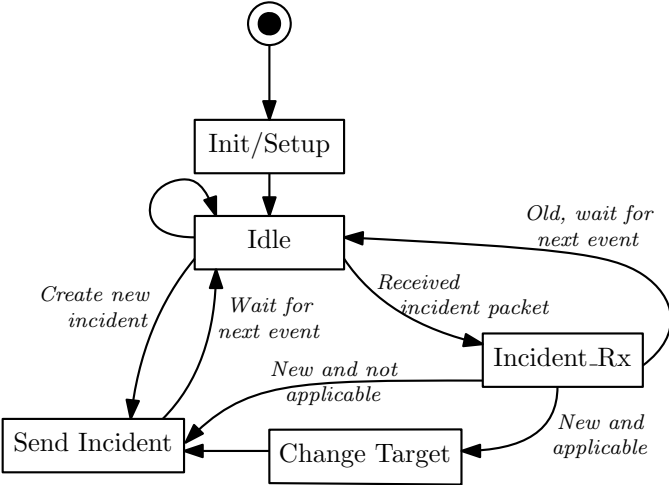 Init/Setup
Idle
Old, wait for
next event
Create new
incident
Wait for
next event
Received
incident packet
Incident_Rx
New and not
applicable
New and
applicable
Send Incident
Change Target